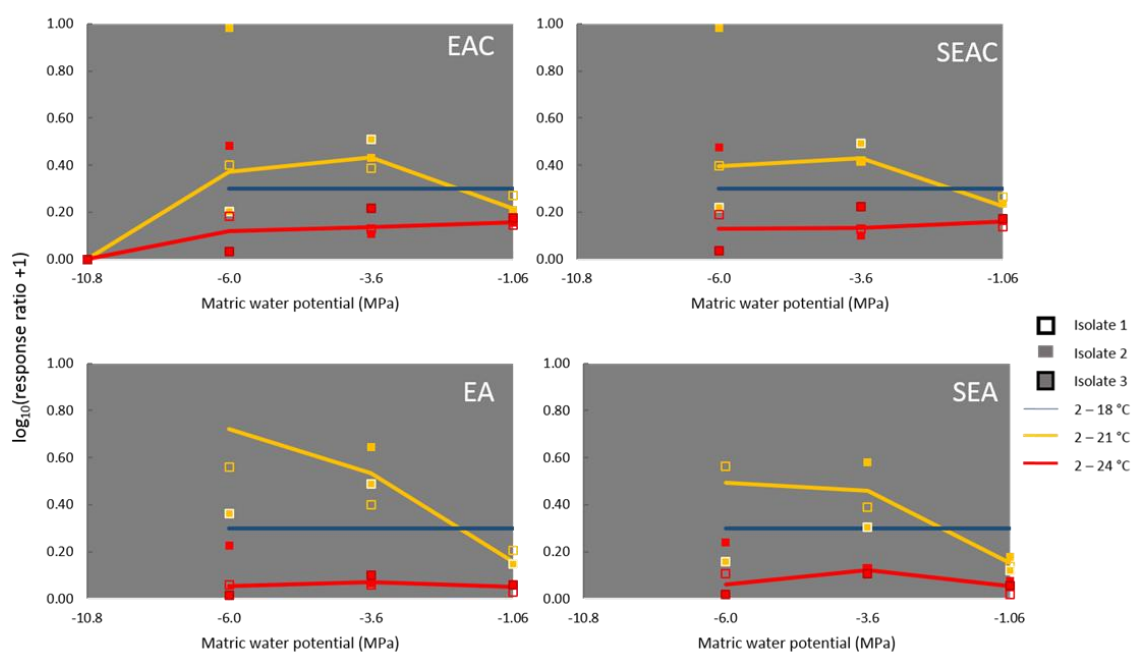 1.00
0.80
0.60
0.40
0.20
0.00
EAC
-10.8
-6.0
-3.6
-1.06
Matric water potential (MPa)
1.00
0.80
0.60
0.40
0.20
0.00
SEAC
-10.8
-6.0
-3.6
-1.06
Matric water potential (MPa)
log10(response ratio +1)
1.00
0.80
0.60
0.40
0.20
0.00
EA
-10.8
-6.0
-3.6
-1.06
Matric water potential (MPa)
1.00
0.80
0.60
0.40
0.20
0.00
SEA
-10.8
-6.0
-3.6
-1.06
Matric water potential (MPa)
Isolate 1
Isolate 2
Isolate 3
2 – 18 °C
2 – 21 °C
2 – 24 °C